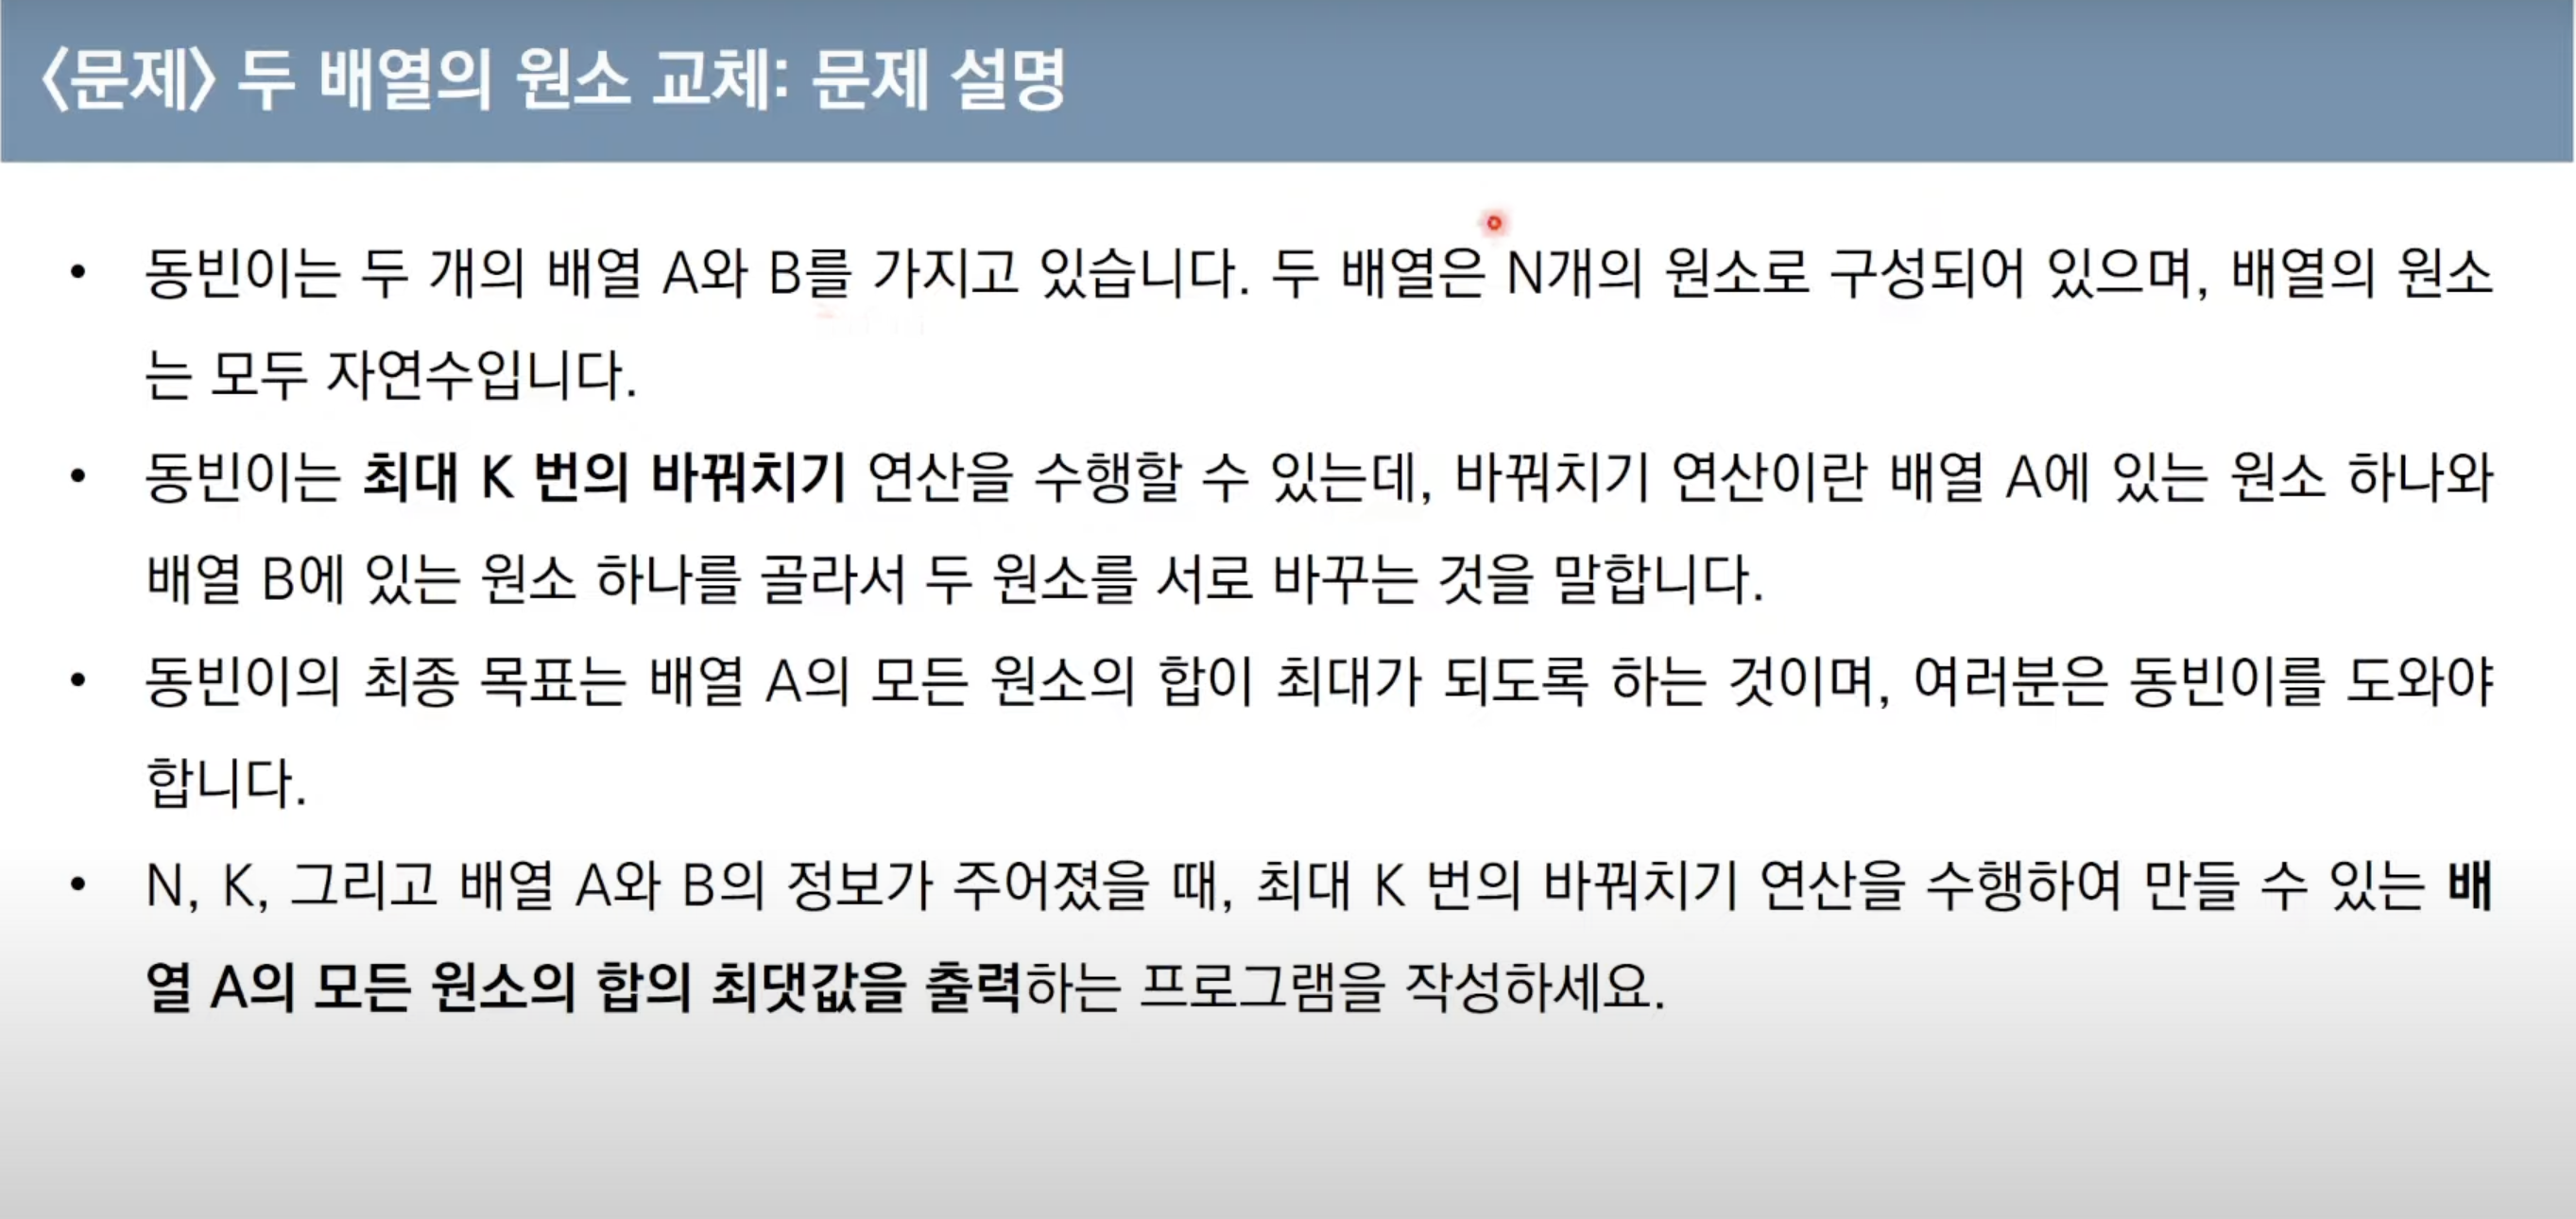 <문제> 두 배열의 원소 교체: 문제 설명
• 동빈이는 두 개의 배열 A와 B를 가지고 있습니다. 두 배열은 N개의 원소로 구성되어 있으며, 배열의 원소
는 모두 자연수입니다.
• 동빈이는 최대 K 번의 바꿔치기 연산을 수행할 수 있는데, 바꿔치기 연산이란 배열 A에 있는 원소 하나와
배열 B에 있는 원소 하나를 골라서 두 원소를 서로 바꾸는 것을 말합니다.
• 동빈이의 최종 목표는 배열 A의 모든 원소의 합이 최대가 되도록 하는 것이며, 여러분은 동빈이를 도와야
합니다.
• N, K, 그리고 배열 A와 B의 정보가 주어졌을 때, 최대 K 번의 바꿔치기 연산을 수행하여 만들 수 있는 배
열 A의 모든 원소의 합의 최댓값을 출력하는 프로그램을 작성하세요.